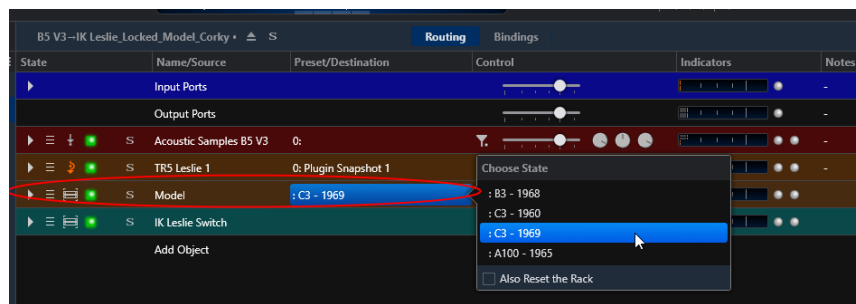 B5 V3→IK Leslie_Locked_Model_Corky • S Routing Bindings
State Name/Source Preset/Destination Control Indicators Notes
Input Ports -
Output Ports -
S Acoustic Samples B5 V3 0: -
S TR5 Leslie 1 0: Plugin Snapshot 1 -
S Model : C3 - 1969
S IK Leslie Switch
Add Object
Choose State
: B3 - 1968
: C3 - 1960
: C3 - 1969
: A100 - 1965
Also Reset the Rack